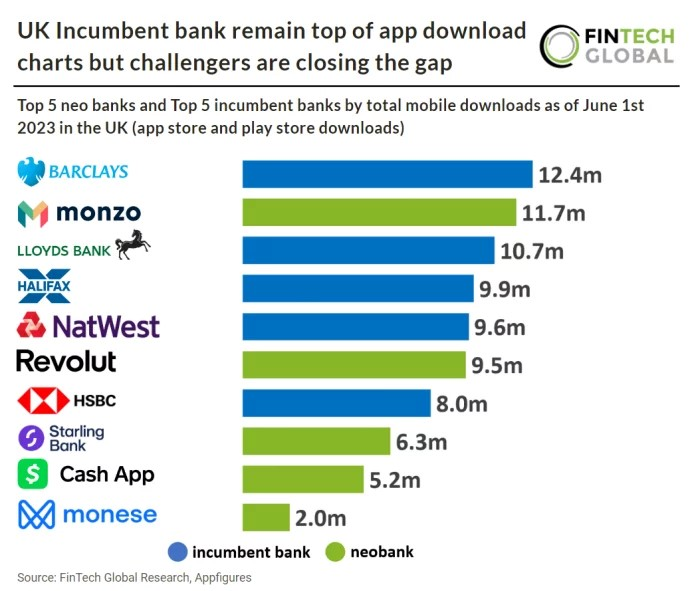 UK Incumbent bank remain top of app download
charts but challengers are closing the gap
FINTECH
GLOBAL
Top 5 neo banks and Top 5 incumbent banks by total mobile downloads as of June 1st
2023 in the UK (app store and play store downloads)
BARCLAYS 12.4m
monzo 11.7m
LLOYDS BANK 10.7m
HALIFAX 9.9m
NatWest 9.6m
Revolut 9.5m
HSBC 8.0m
Starling
Bank 6.3m
$ Cash App 5.2m
monese 2.0m
incumbent bank neobank
Source: FinTech Global Research, Appfigures